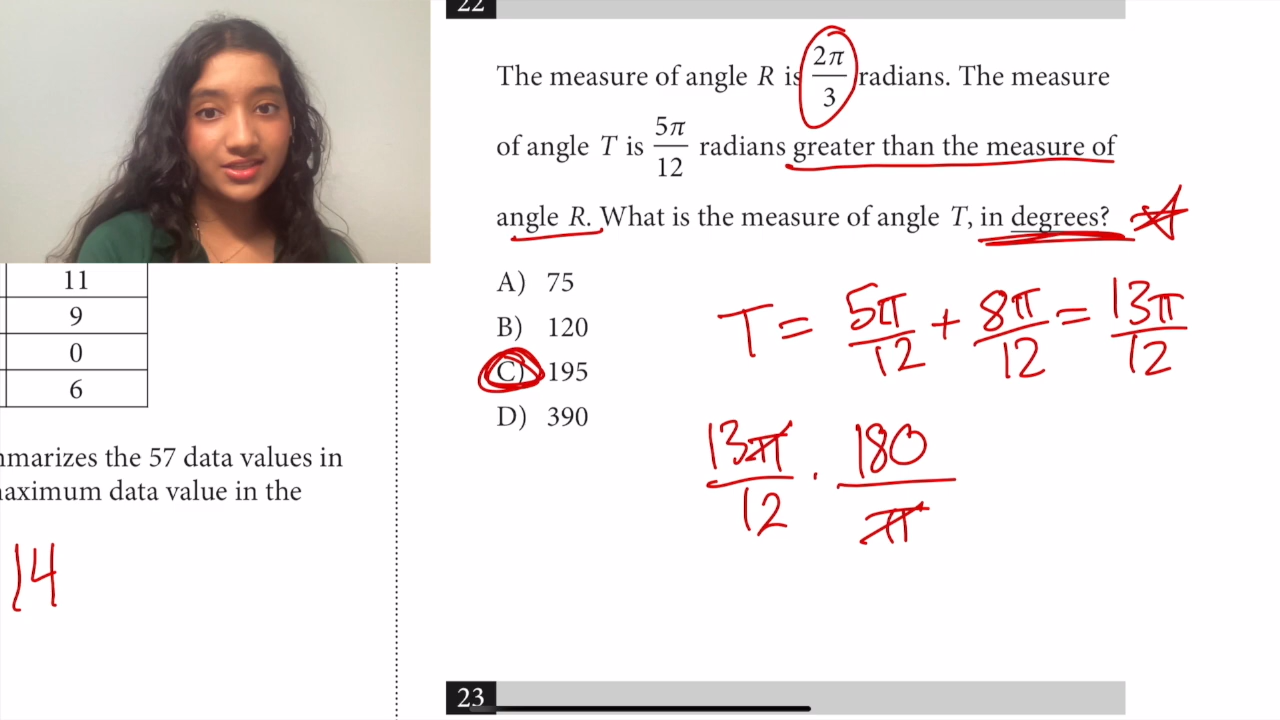 22
The measure of angle R is 2π/3 radians. The measure
of angle T is 5π/12 radians greater than the measure of
angle R. What is the measure of angle T, in degrees?
A) 75
B) 120
C) 195
D) 390
T = 5π/12 + 8π/12 = 13π/12
13π/12 · 180/π
11
9
0
6
marizes the 57 data values in
aximum data value in the
14
23